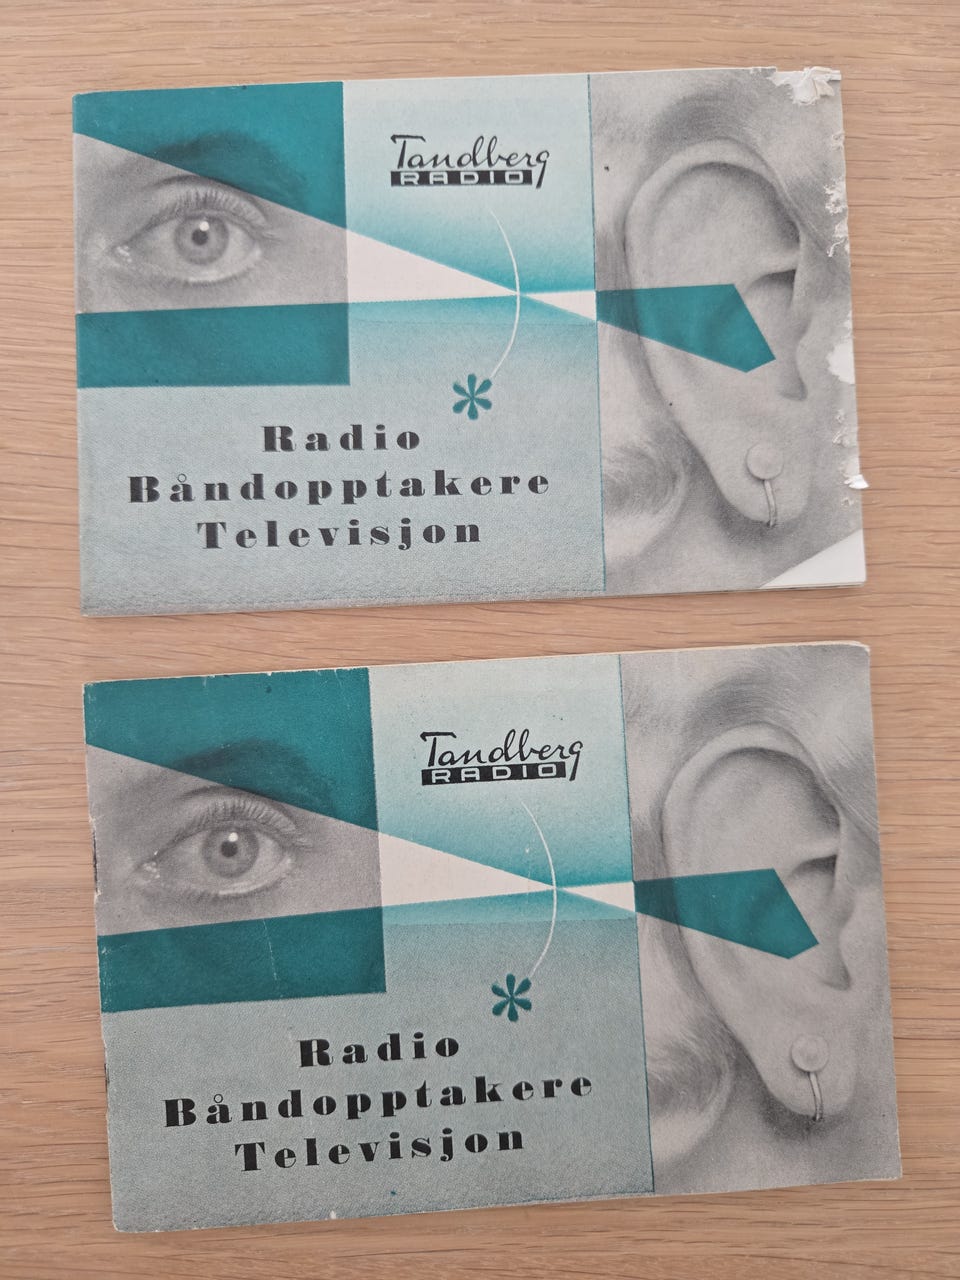 Tandberg
RADIO
Radio
Båndopptakere
Televisjon
Tandberg
RADIO
Radio
Båndopptakere
Televisjon